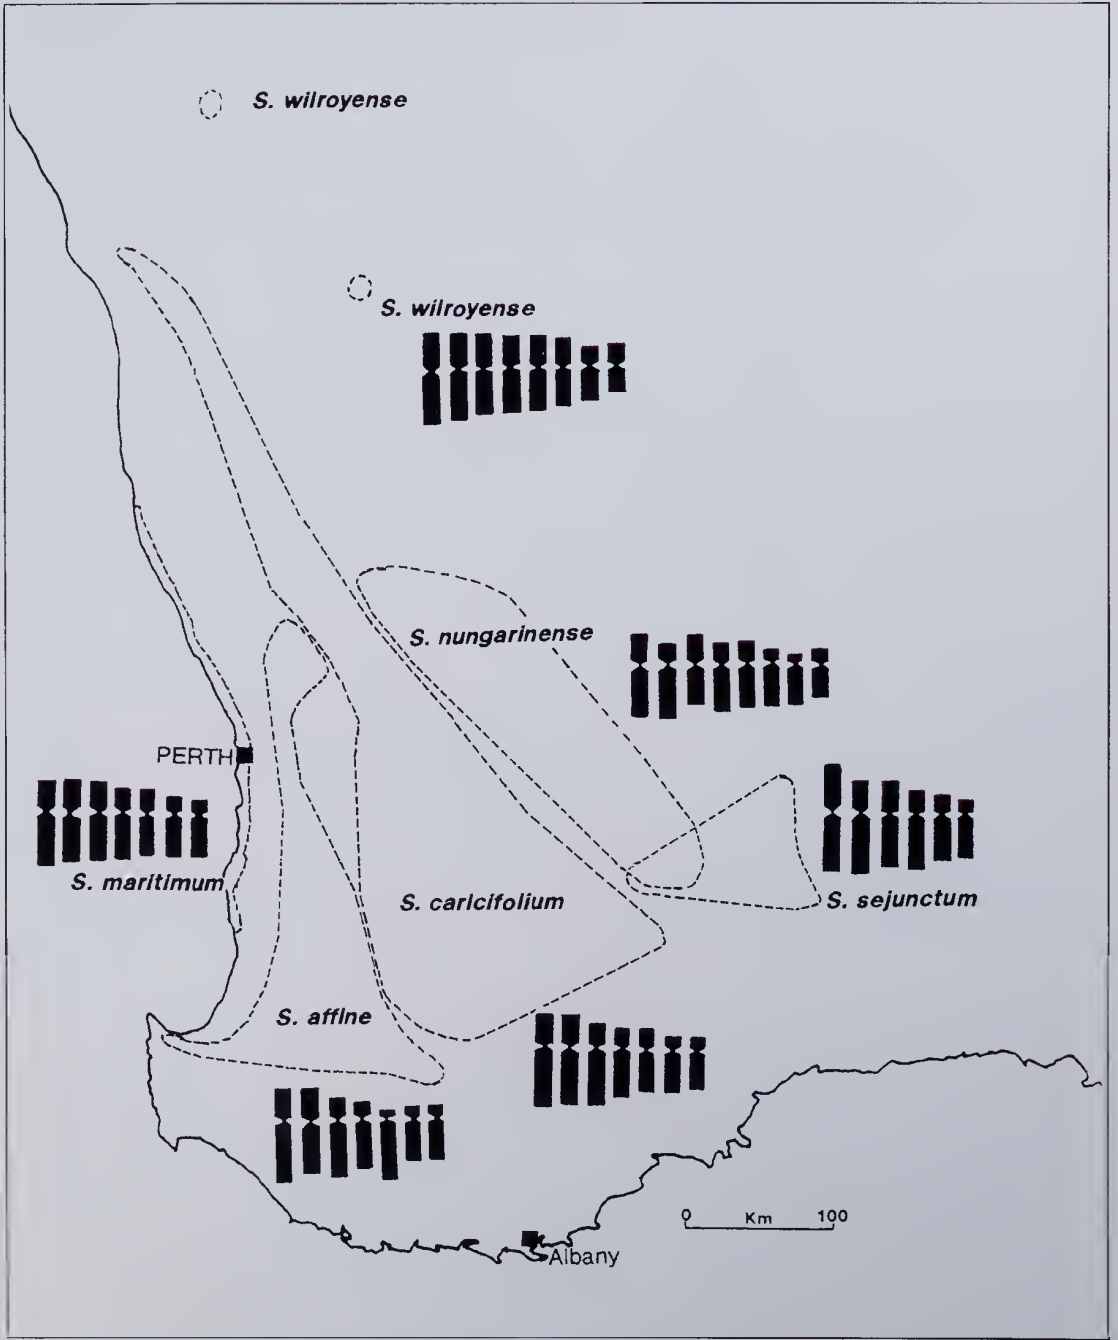 S. wilroyense
S. wilroyense
S. nungarinense
PERTH
S. maritimum
S. caricifolium
S. sejunctum
S. affine
0 Km 100
Albany